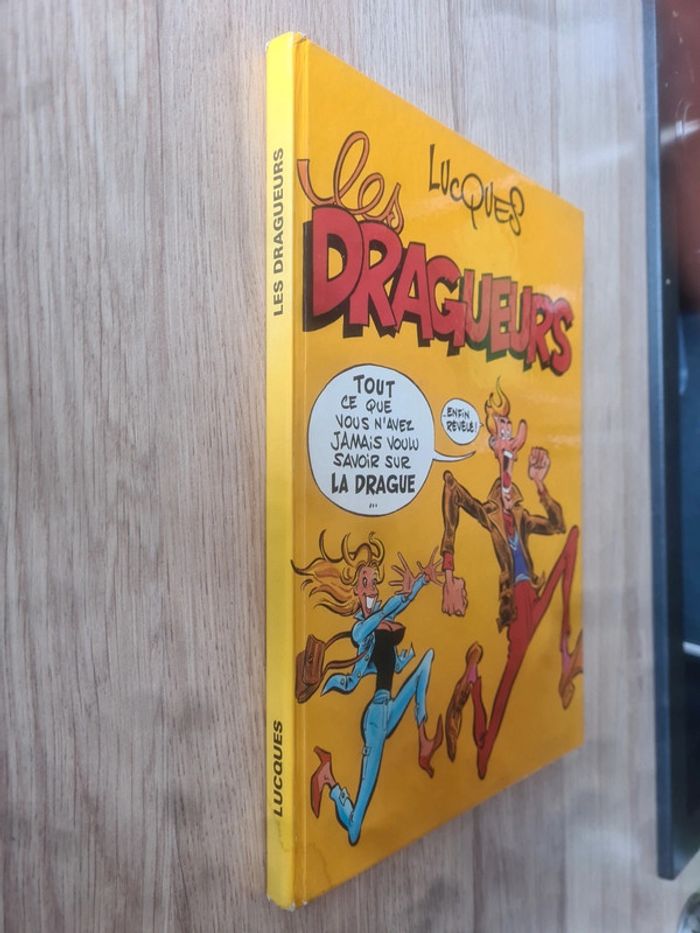 LES DRAGUEURS
LUCQUES
LUCQUES
les
DRAGUEURS
TOUT
CE QUE
VOUS N'AVEZ
JAMAIS VOULU
SAVOIR SUR
LA DRAGUE
...
..ENFIN
RÉVÉLÉ!